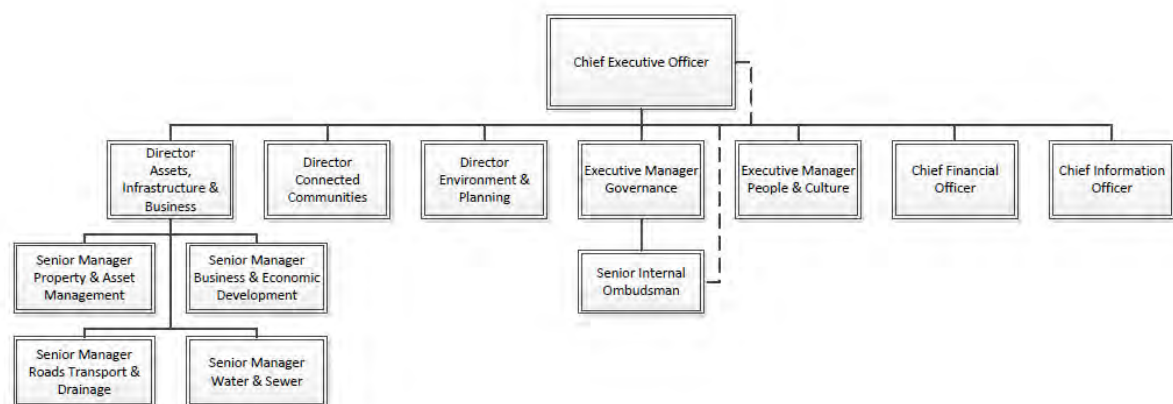 Chief Executive Officer
Director
Assets,
Infrastructure &
Business
Director
Connected
Communities
Director
Environment &
Planning
Executive Manager
Governance
Executive Manager
People & Culture
Chief Financial
Officer
Chief Information
Officer
Senior Manager
Property & Asset
Management
Senior Manager
Business & Economic
Development
Senior Internal
Ombudsman
Senior Manager
Roads Transport &
Drainage
Senior Manager
Water & Sewer